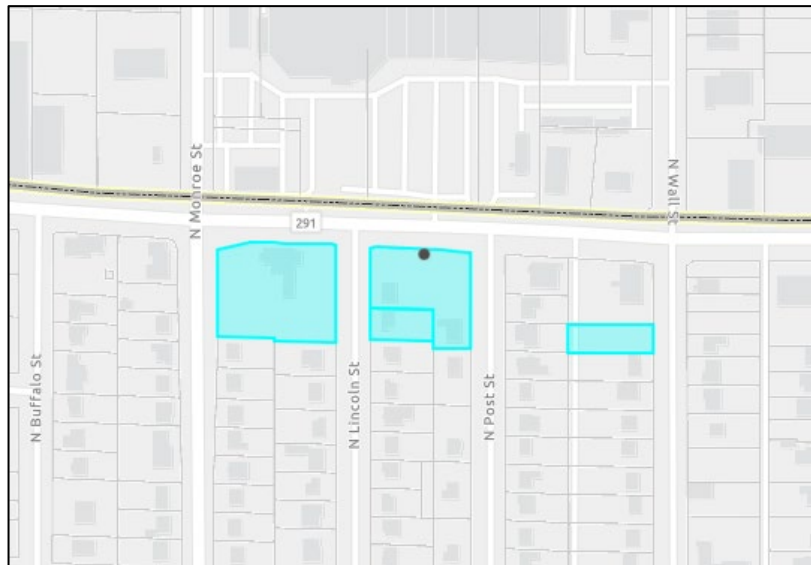 N Monroe St
N Wall St
291
N Buffalo St
N Lincoln St
N Post St